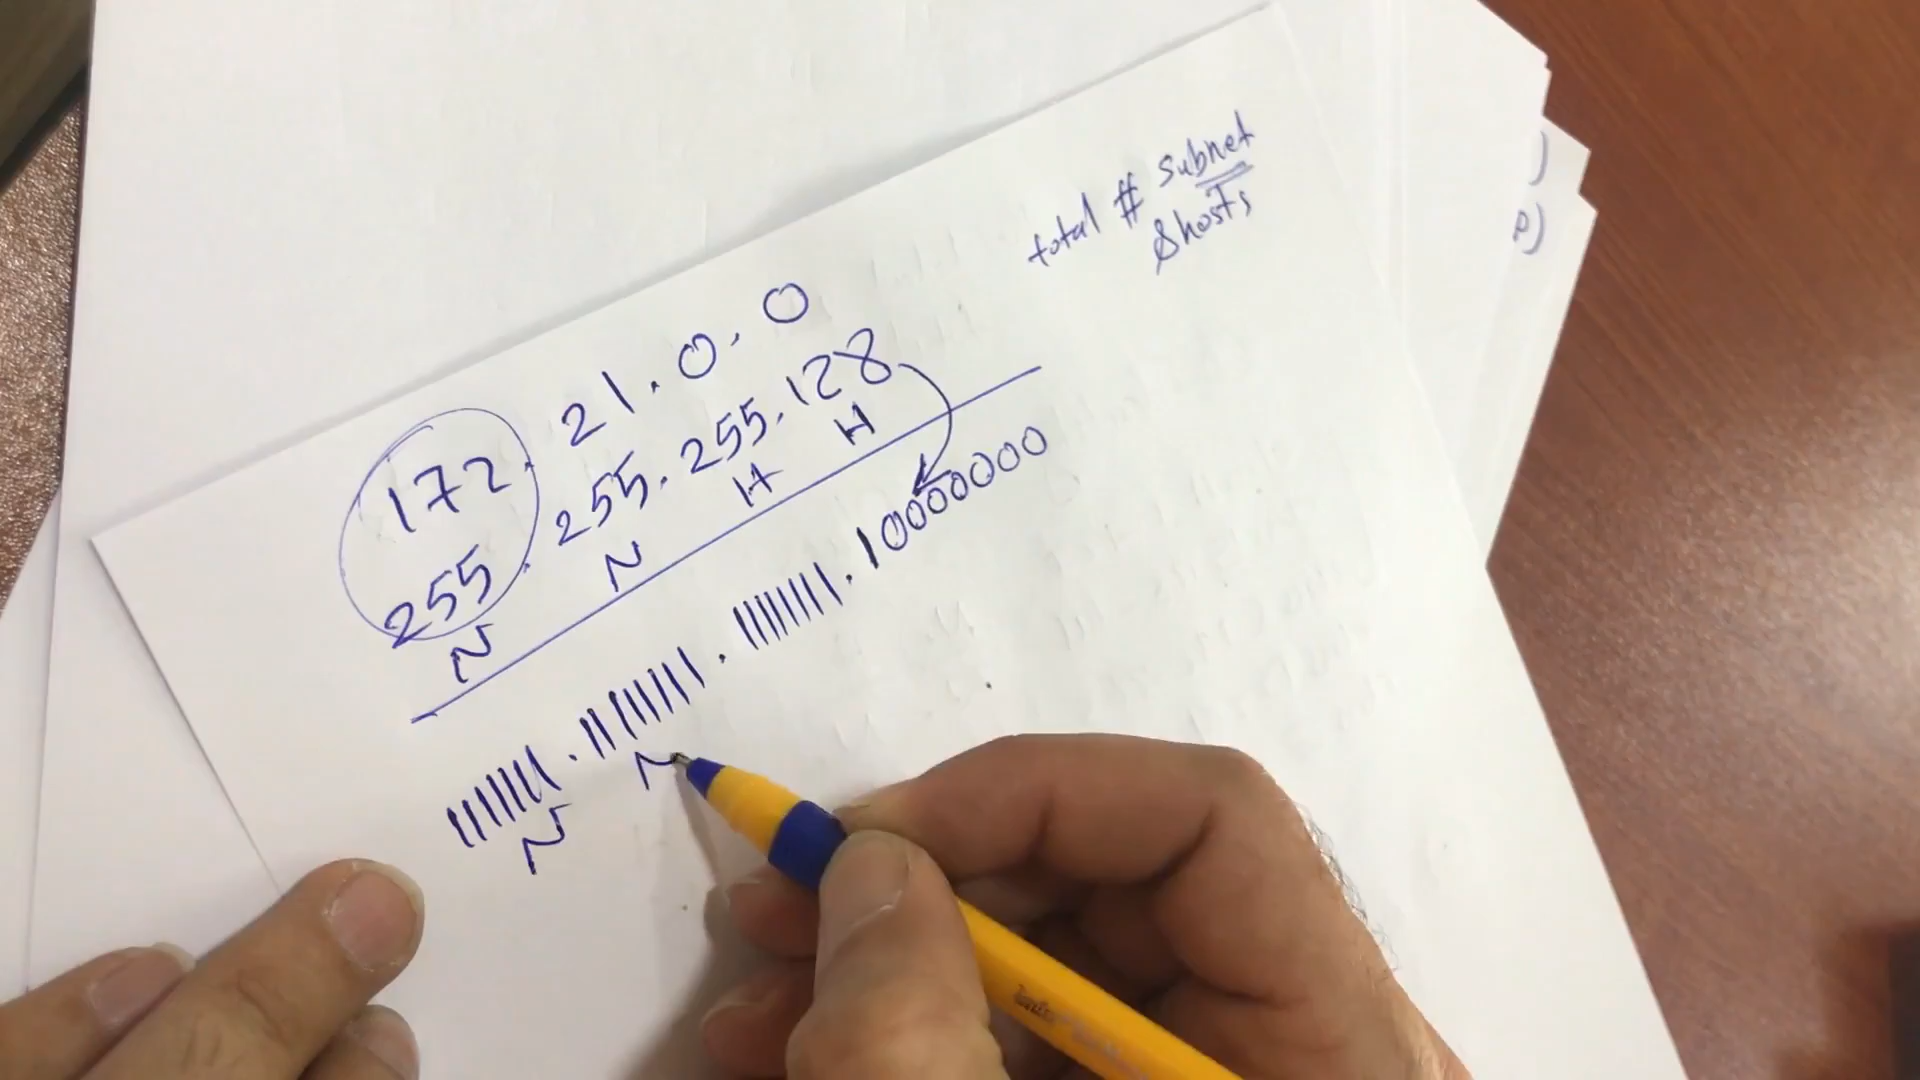 total # subnet
& hosts
172.21.0.0
255.255.255.128
N N H H
11111111.11111111.11111111.10000000
N N